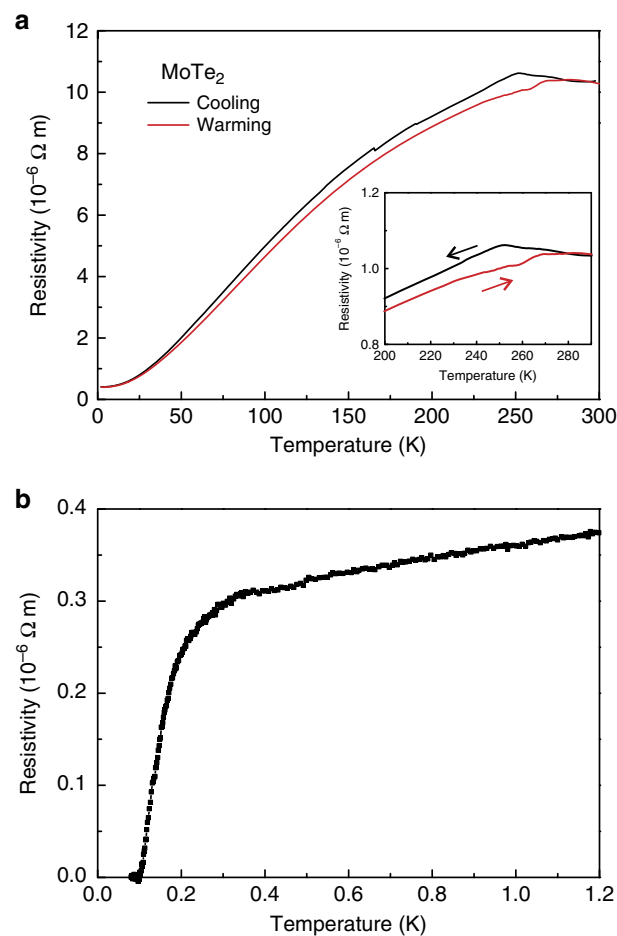 a
12
10
8
6
4
2
0
Resistivity (10⁻⁶ Ω m)
MoTe₂
Cooling
Warming
1.2
1.0
0.8
Resistivity (10⁻⁶ Ω m)
200 220 240 260 280
Temperature (K)
0 50 100 150 200 250 300
Temperature (K)
b
0.4
0.3
0.2
0.1
0.0
Resistivity (10⁻⁶ Ω m)
0.0 0.2 0.4 0.6 0.8 1.0 1.2
Temperature (K)